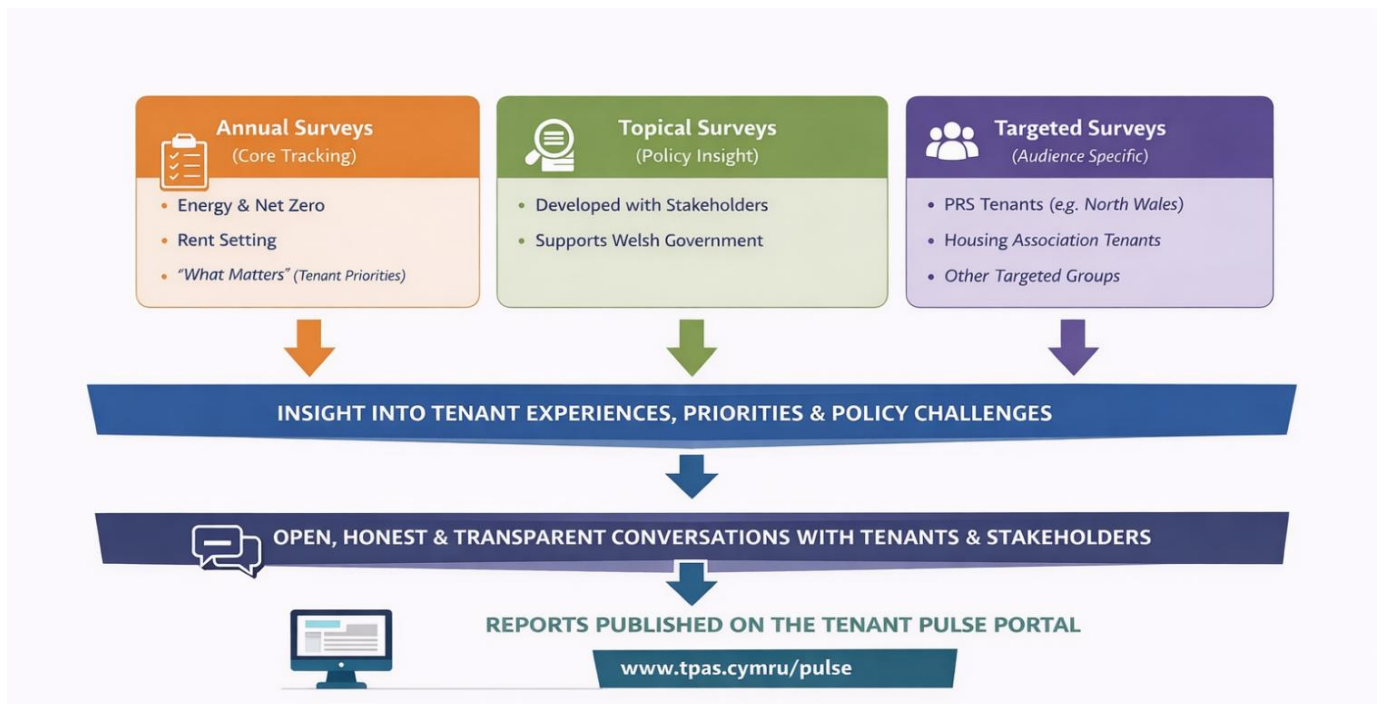 Annual Surveys
(Core Tracking)
• Energy & Net Zero
• Rent Setting
• "What Matters" (Tenant Priorities)
Topical Surveys
(Policy Insight)
• Developed with Stakeholders
• Supports Welsh Government
Targeted Surveys
(Audience Specific)
• PRS Tenants (e.g. North Wales)
• Housing Association Tenants
• Other Targeted Groups
INSIGHT INTO TENANT EXPERIENCES, PRIORITIES & POLICY CHALLENGES
OPEN, HONEST & TRANSPARENT CONVERSATIONS WITH TENANTS & STAKEHOLDERS
REPORTS PUBLISHED ON THE TENANT PULSE PORTAL
www.tpas.cymru/pulse